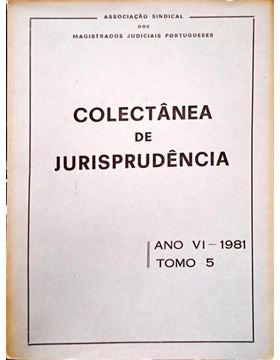 ASSOCIAÇÃO SINDICAL
DOS
MAGISTRADOS JUDICIAIS PORTUGUESES
COLECTÂNEA
DE
JURISPRUDÊNCIA
ANO VI - 1981
TOMO 5